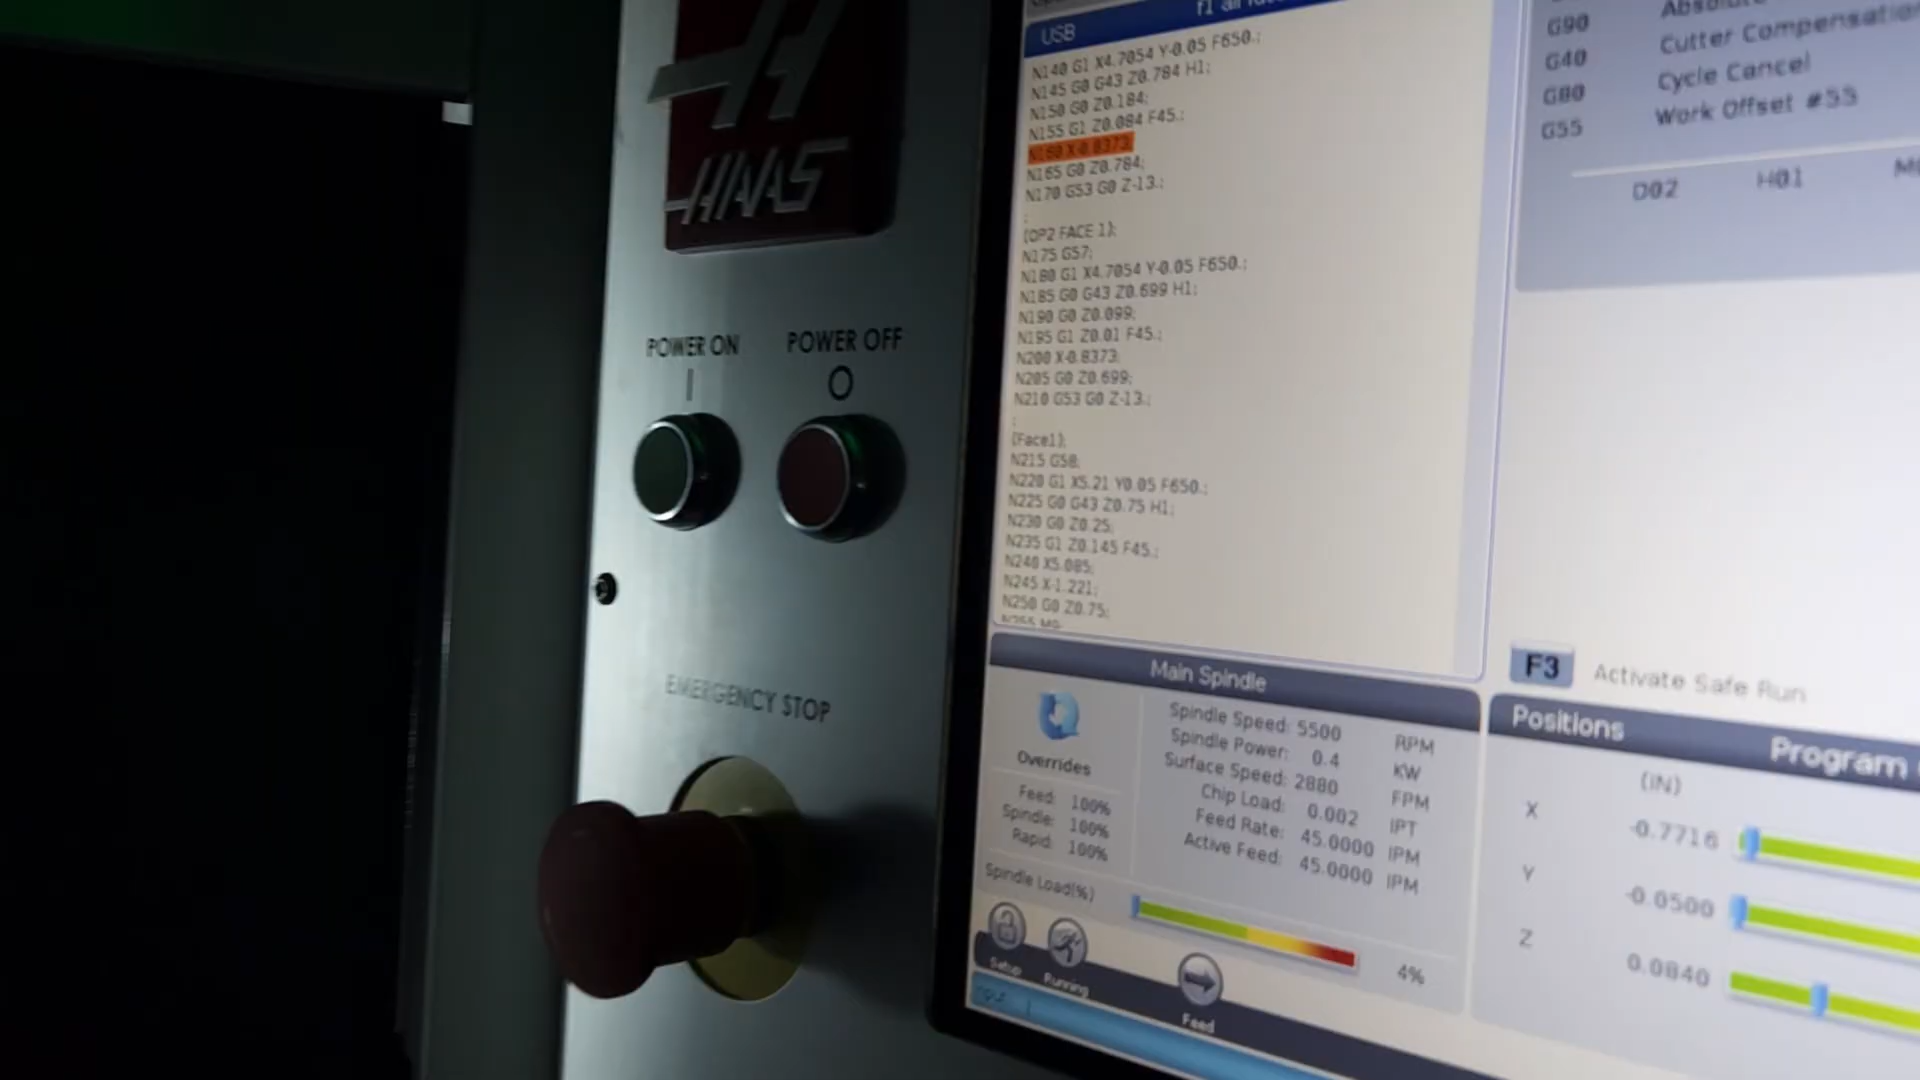 HAAS
POWER ON
POWER OFF
I
O
EMERGENCY STOP
USB
N140 G1 X4.7054 Y-0.05 F650.;
N145 G0 G43 Z0.784 H1;
N150 G0 Z0.184;
N155 G1 Z0.084 F45.;
N160 X-0.8373;
N165 G0 Z0.784;
N170 G53 G0 Z-13.;
;
(OP2 FACE 1);
N175 G57;
N180 G1 X4.7054 Y-0.05 F650.;
N185 G0 G43 Z0.699 H1;
N190 G0 Z0.099;
N195 G1 Z0.01 F45.;
N200 X-0.8373;
N205 G0 Z0.699;
N210 G53 G0 Z-13.;
;
(Face1);
N215 G58;
N220 G1 X5.21 Y0.05 F650.;
N225 G0 G43 Z0.75 H1;
N230 G0 Z0.25;
N235 G1 Z0.145 F45.;
N240 X5.085;
N245 X-1.221;
N250 G0 Z0.75;
G90 Absolute
G40 Cutter Compensation
G80 Cycle Cancel
G55 Work Offset #55
D02 H01
F3 Activate Safe Run
Main Spindle
Overrides
Feed: 100%
Spindle: 100%
Rapid: 100%
Spindle Speed: 5500 RPM
Spindle Power: 0.4 KW
Surface Speed: 2880 FPM
Chip Load: 0.002 IPT
Feed Rate: 45.0000 IPM
Active Feed: 45.0000 IPM
Spindle Load(%)
4%
Setup
Running
Feed
Positions
Program
(IN)
X -0.7716
Y -0.0500
Z 0.0840